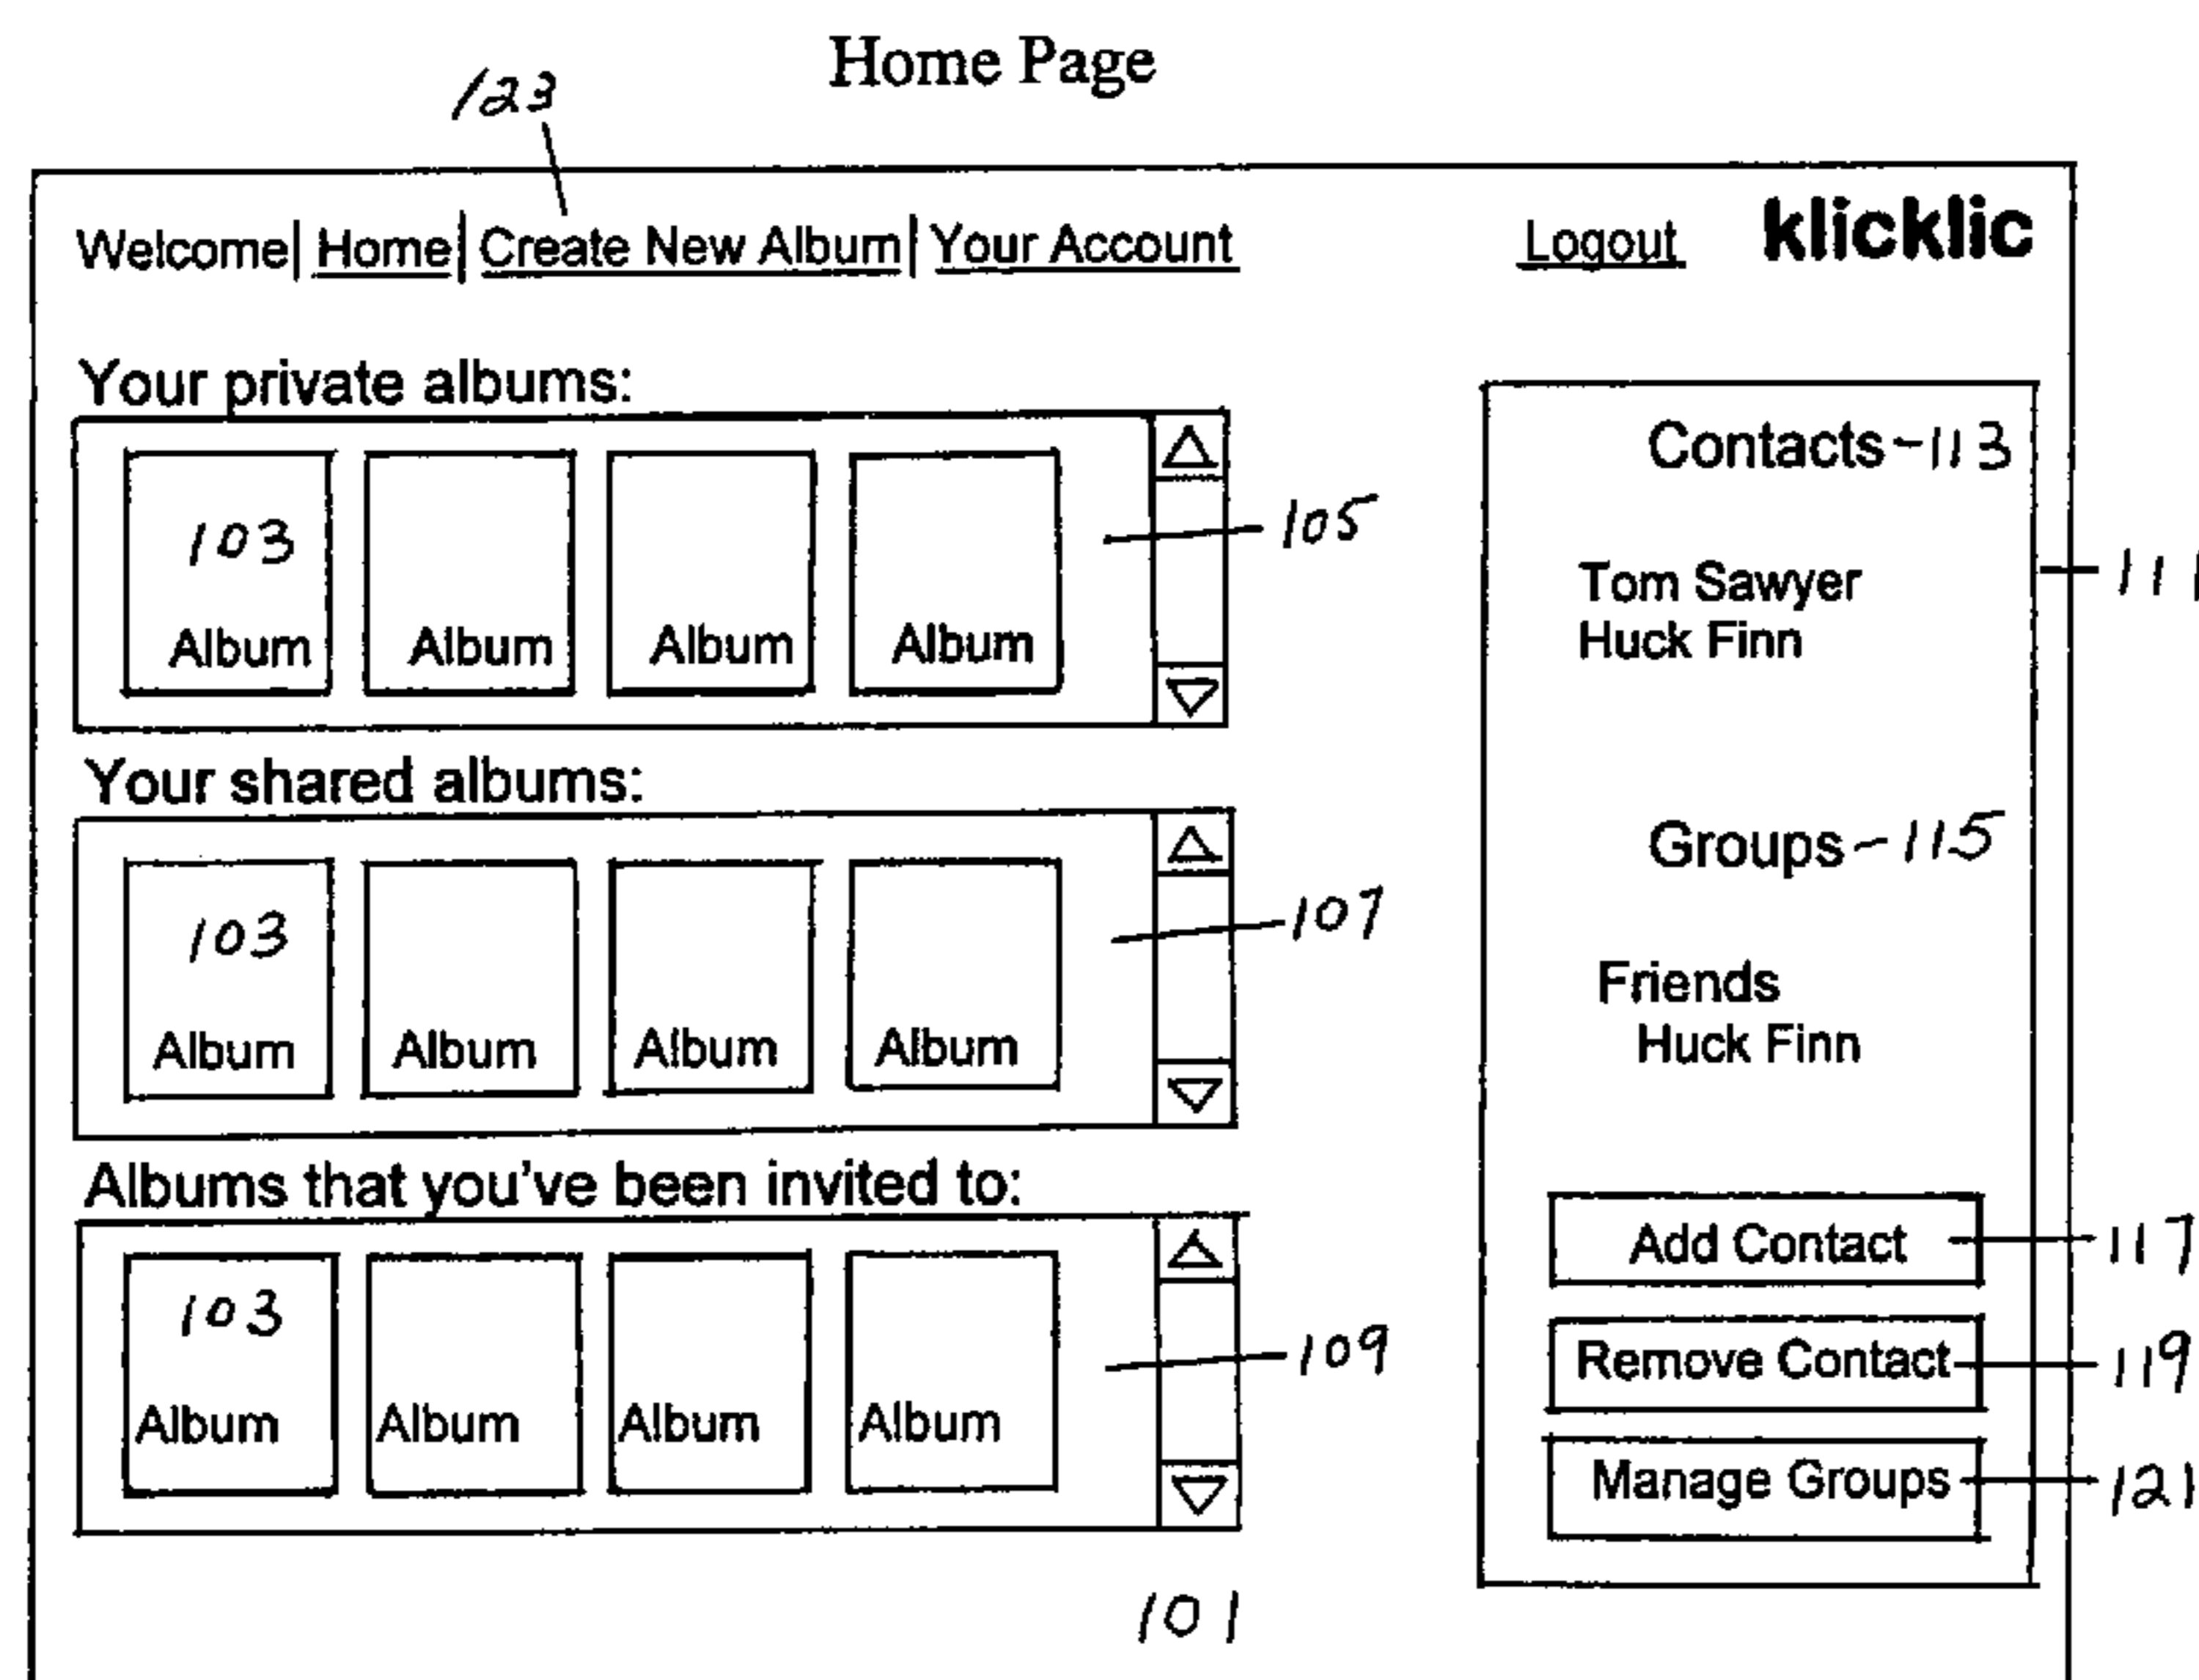 Home Page
123
Welcome| Home| Create New Album| Your Account Logout klicklic
Your private albums:
103
Album Album Album Album
105
Your shared albums:
103
Album Album Album Album
107
Albums that you've been invited to:
103
Album Album Album Album
109
101
Contacts - 113
Tom Sawyer
Huck Finn
111
Groups - 115
Friends
Huck Finn
Add Contact 117
Remove Contact 119
Manage Groups 121